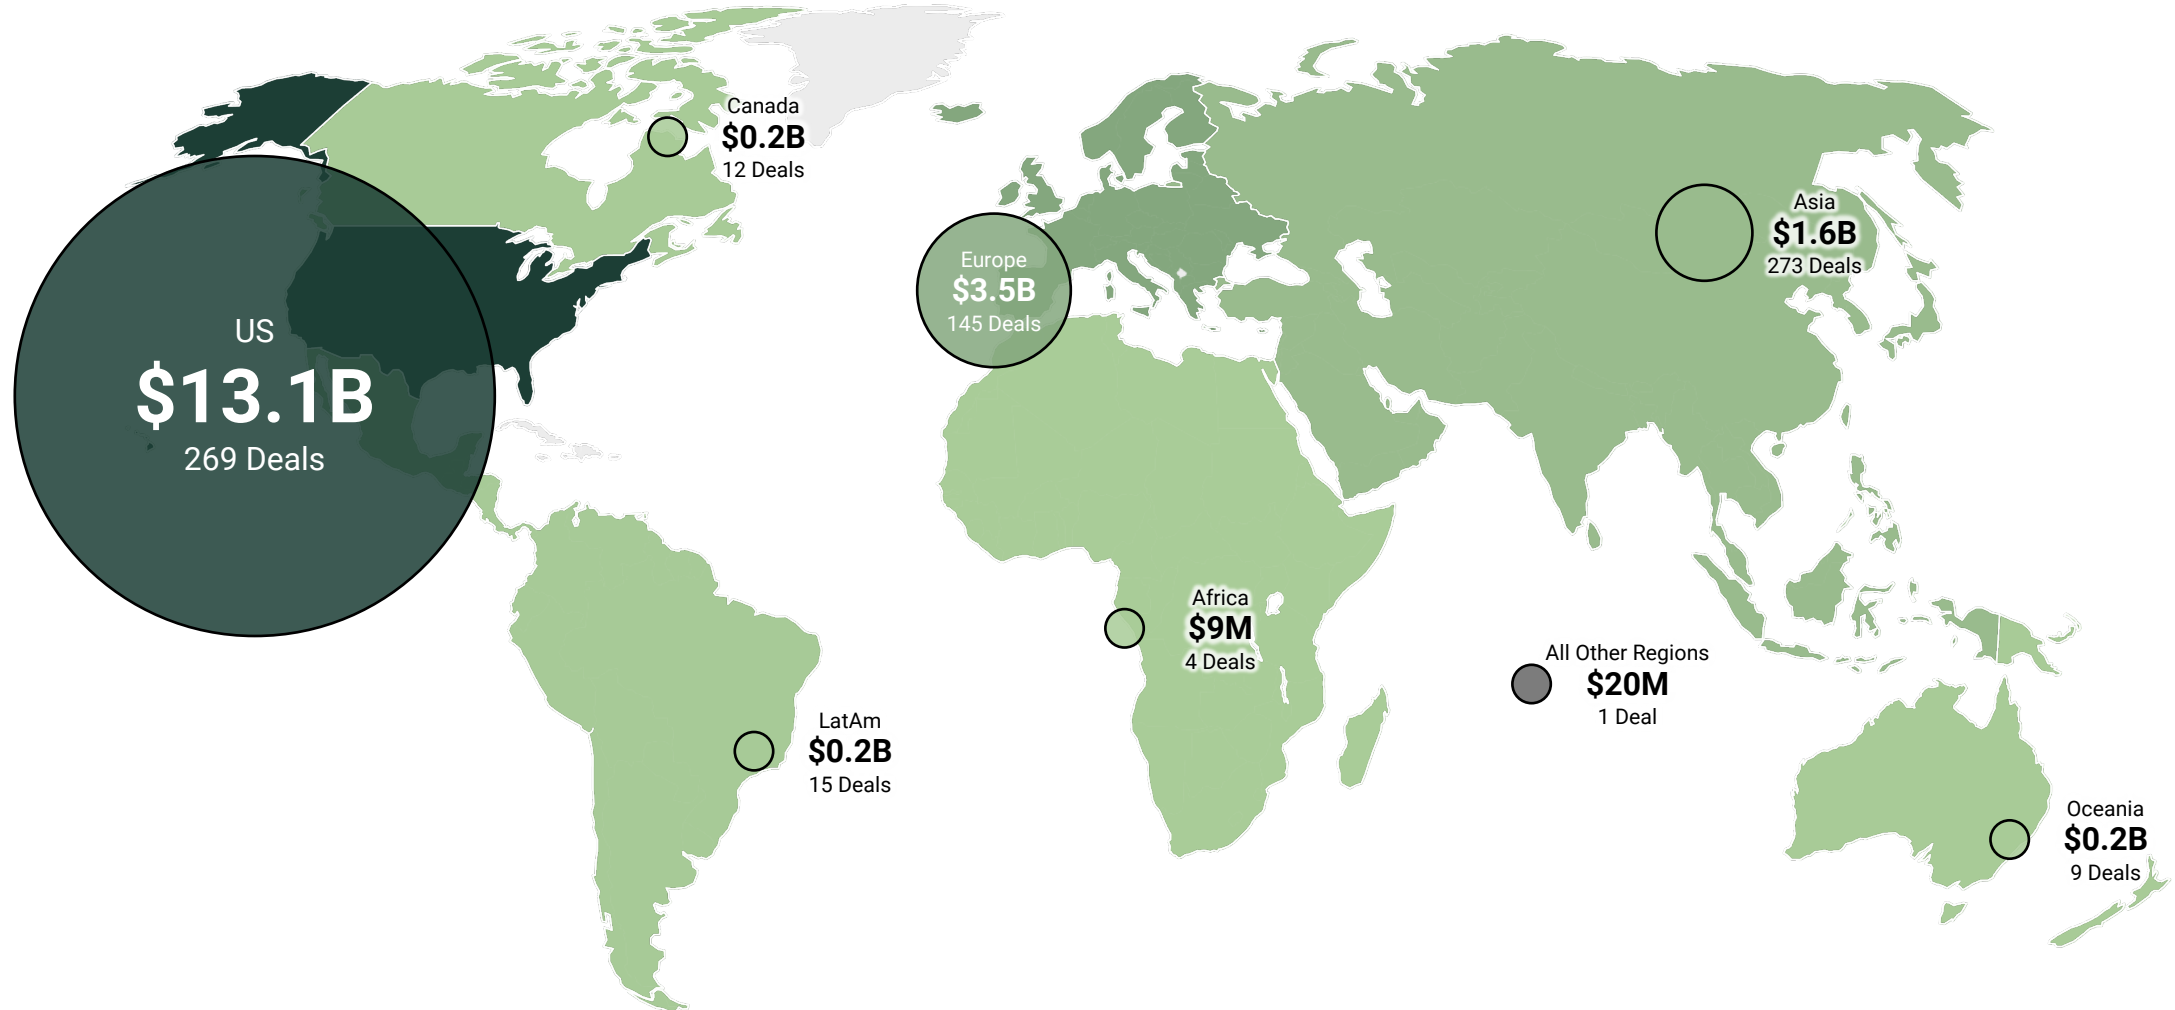 Canada
$0.2B
12 Deals
Asia
$1.6B
273 Deals
Europe
$3.5B
145 Deals
US
$13.1B
269 Deals
Africa
$9M
4 Deals
All Other Regions
$20M
1 Deal
LatAm
$0.2B
15 Deals
Oceania
$0.2B
9 Deals